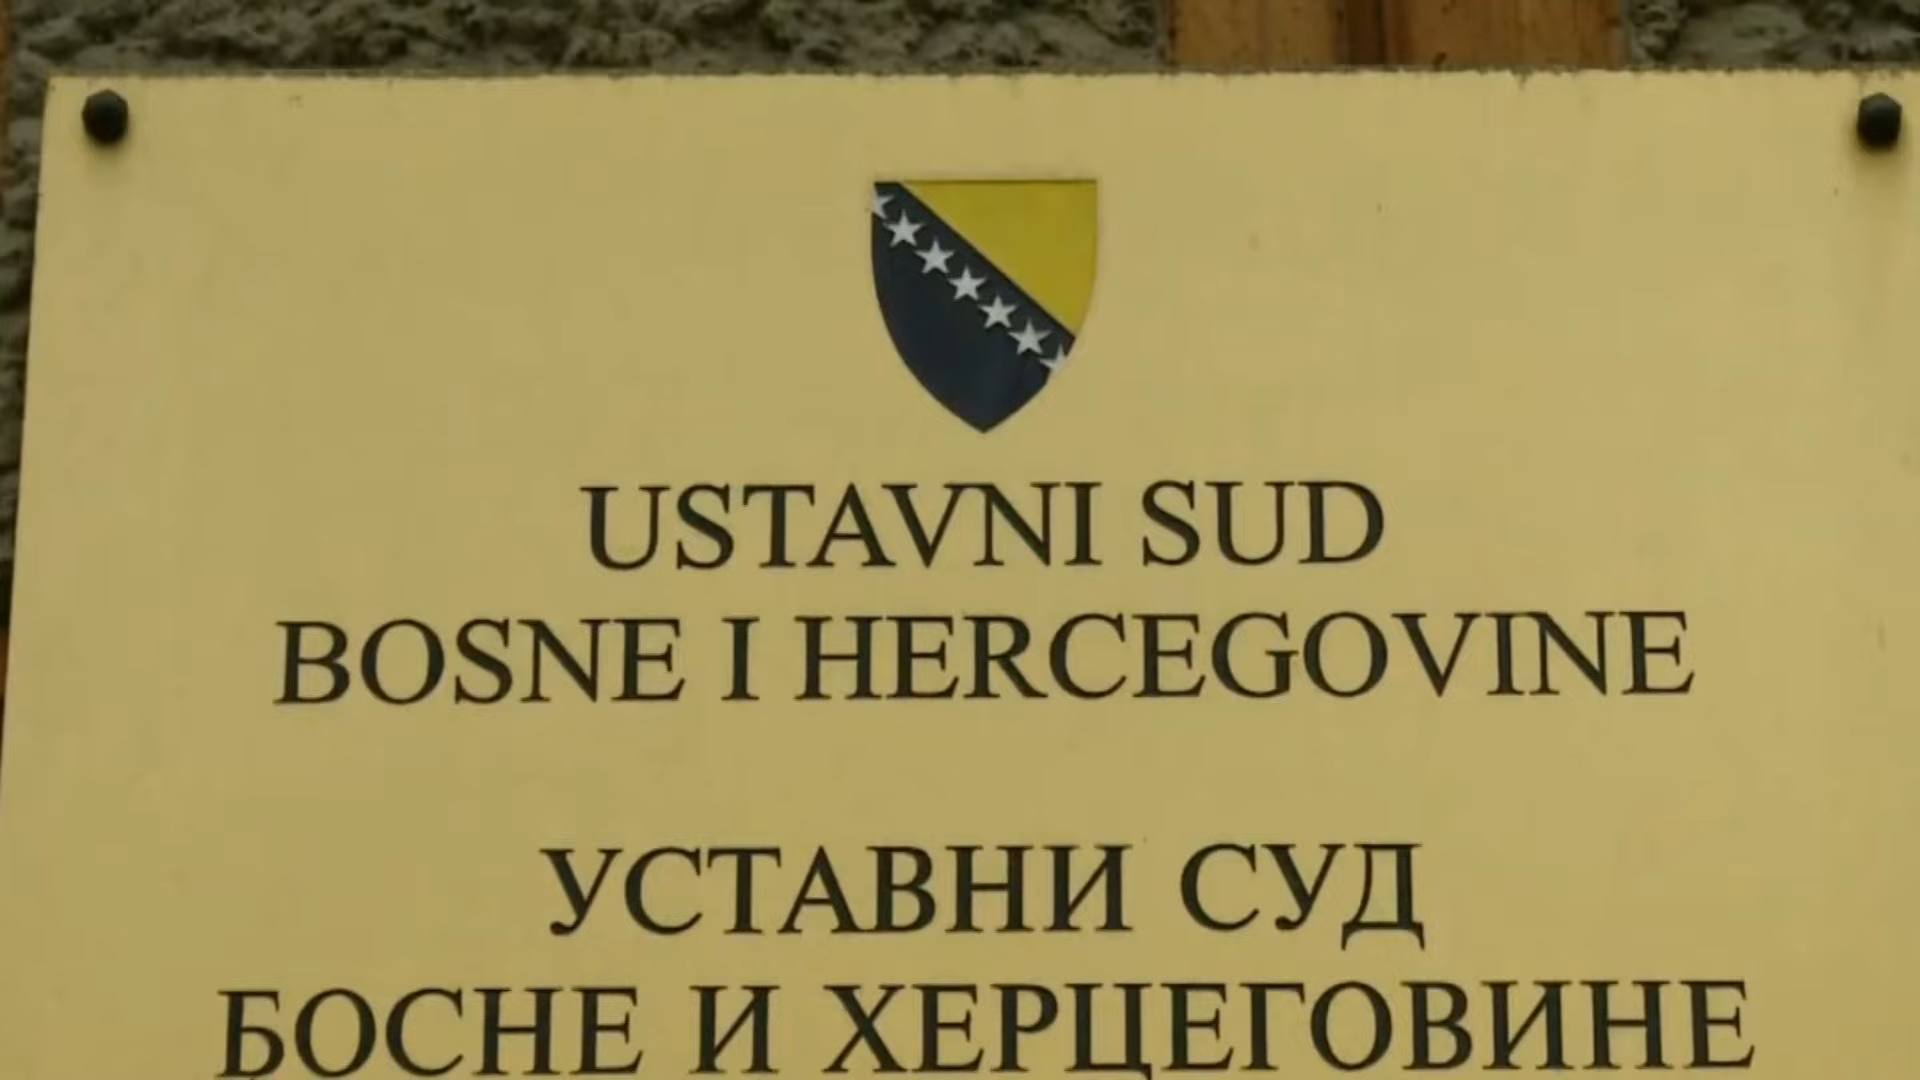 USTAVNI SUD
BOSNE I HERCEGOVINE
УСТАВНИ СУД
БОСНЕ И ХЕРЦЕГОВИНЕ